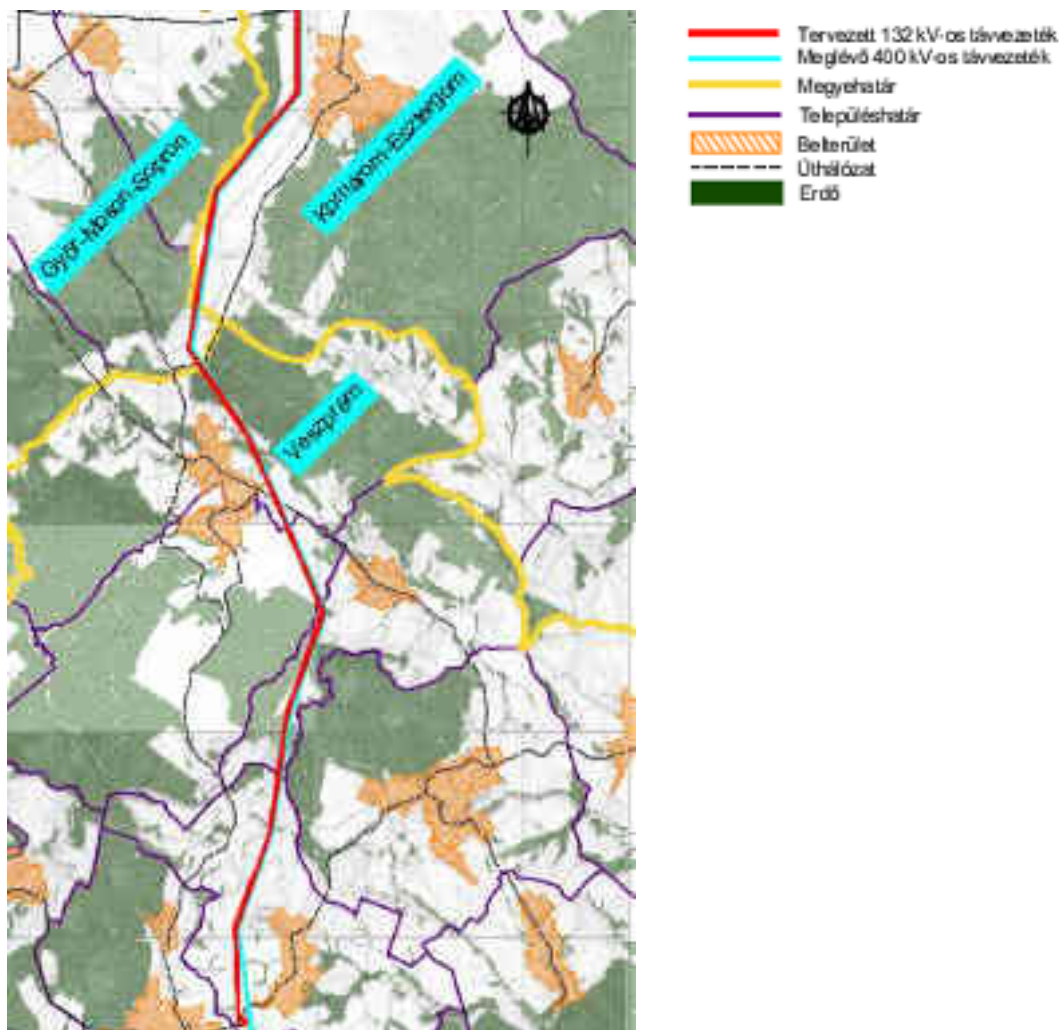 Tervezett 132 kV-os távvezeték
Meglévő 400 kV-os távvezeték
Megyehatár
Településhatár
Belterület
Úthálózat
Erdő
Győr-Moson-Sopron
Komárom-Esztergom
Veszprém